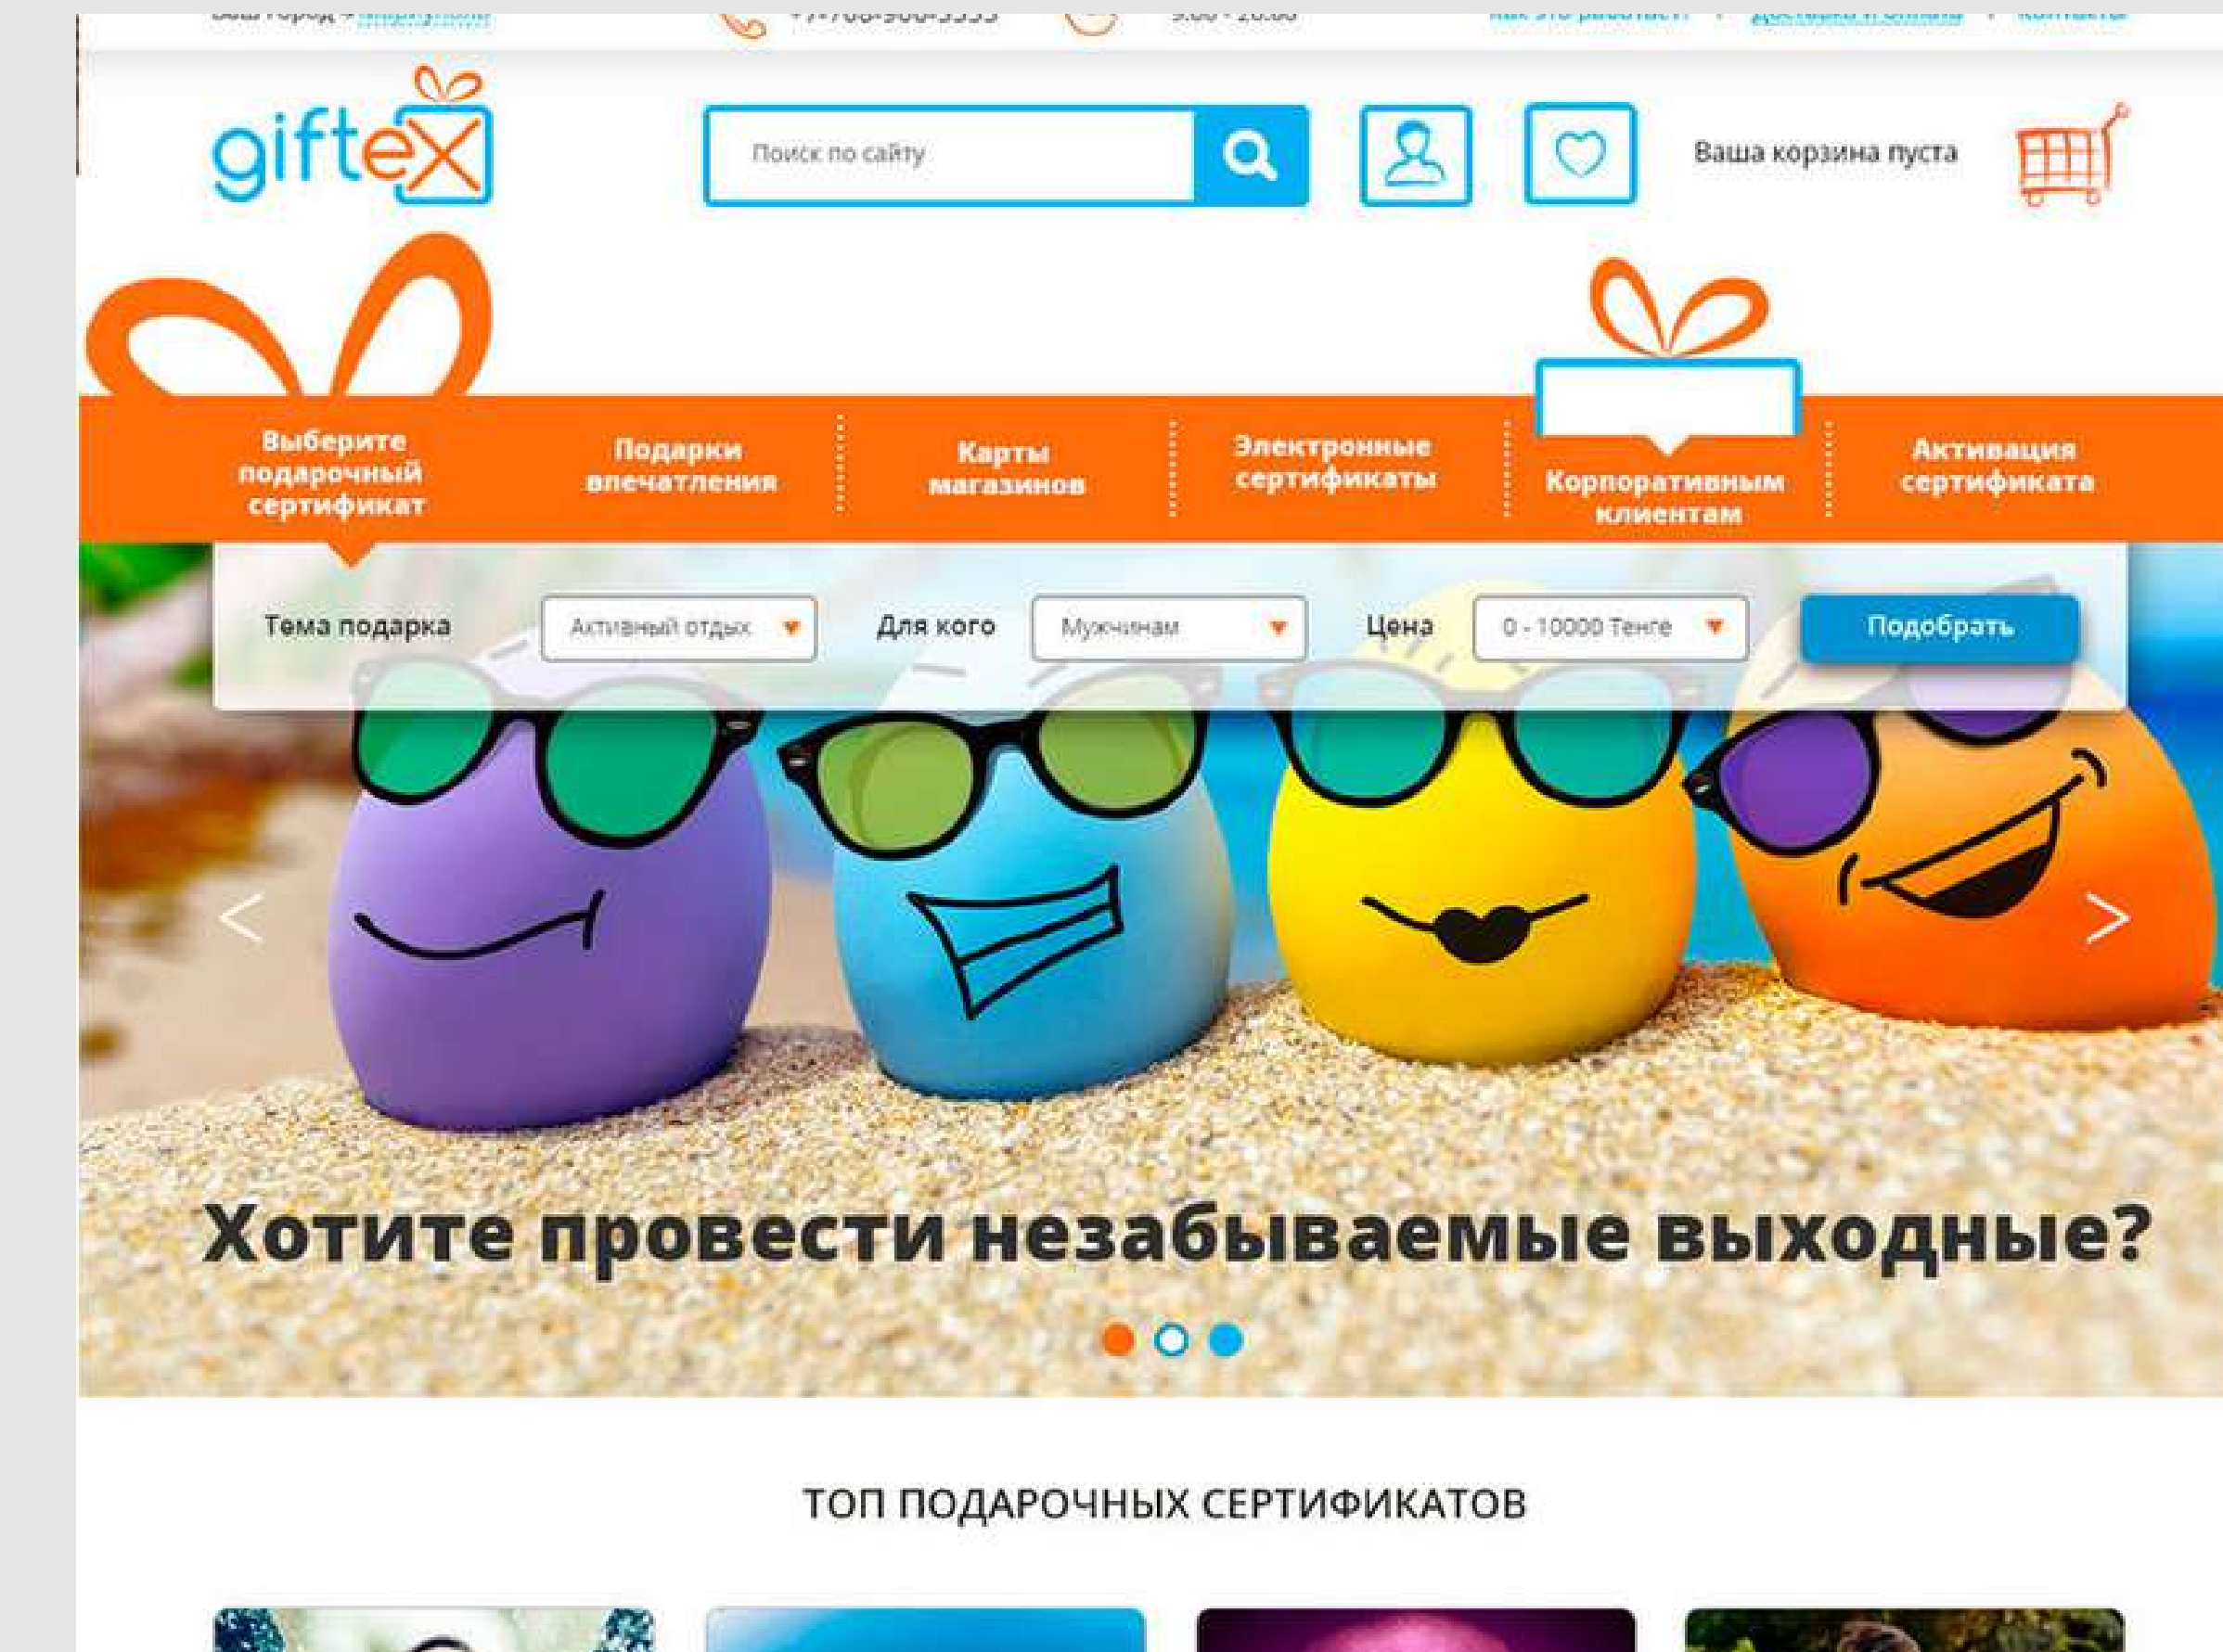 giftex
Поиск по сайту
Ваша корзина пуста
Выберите
подарочный
сертификат
Подарки
впечатления
Карты
магазинов
Электронные
сертификаты
Корпоративным
клиентам
Активация
сертификата
Тема подарка
Активный отдых
Для кого
Мужчинам
Цена
0 - 10000 Тенге
Подобрать
Хотите провести незабываемые выходные?
ТОП ПОДАРОЧНЫХ СЕРТИФИКАТОВ